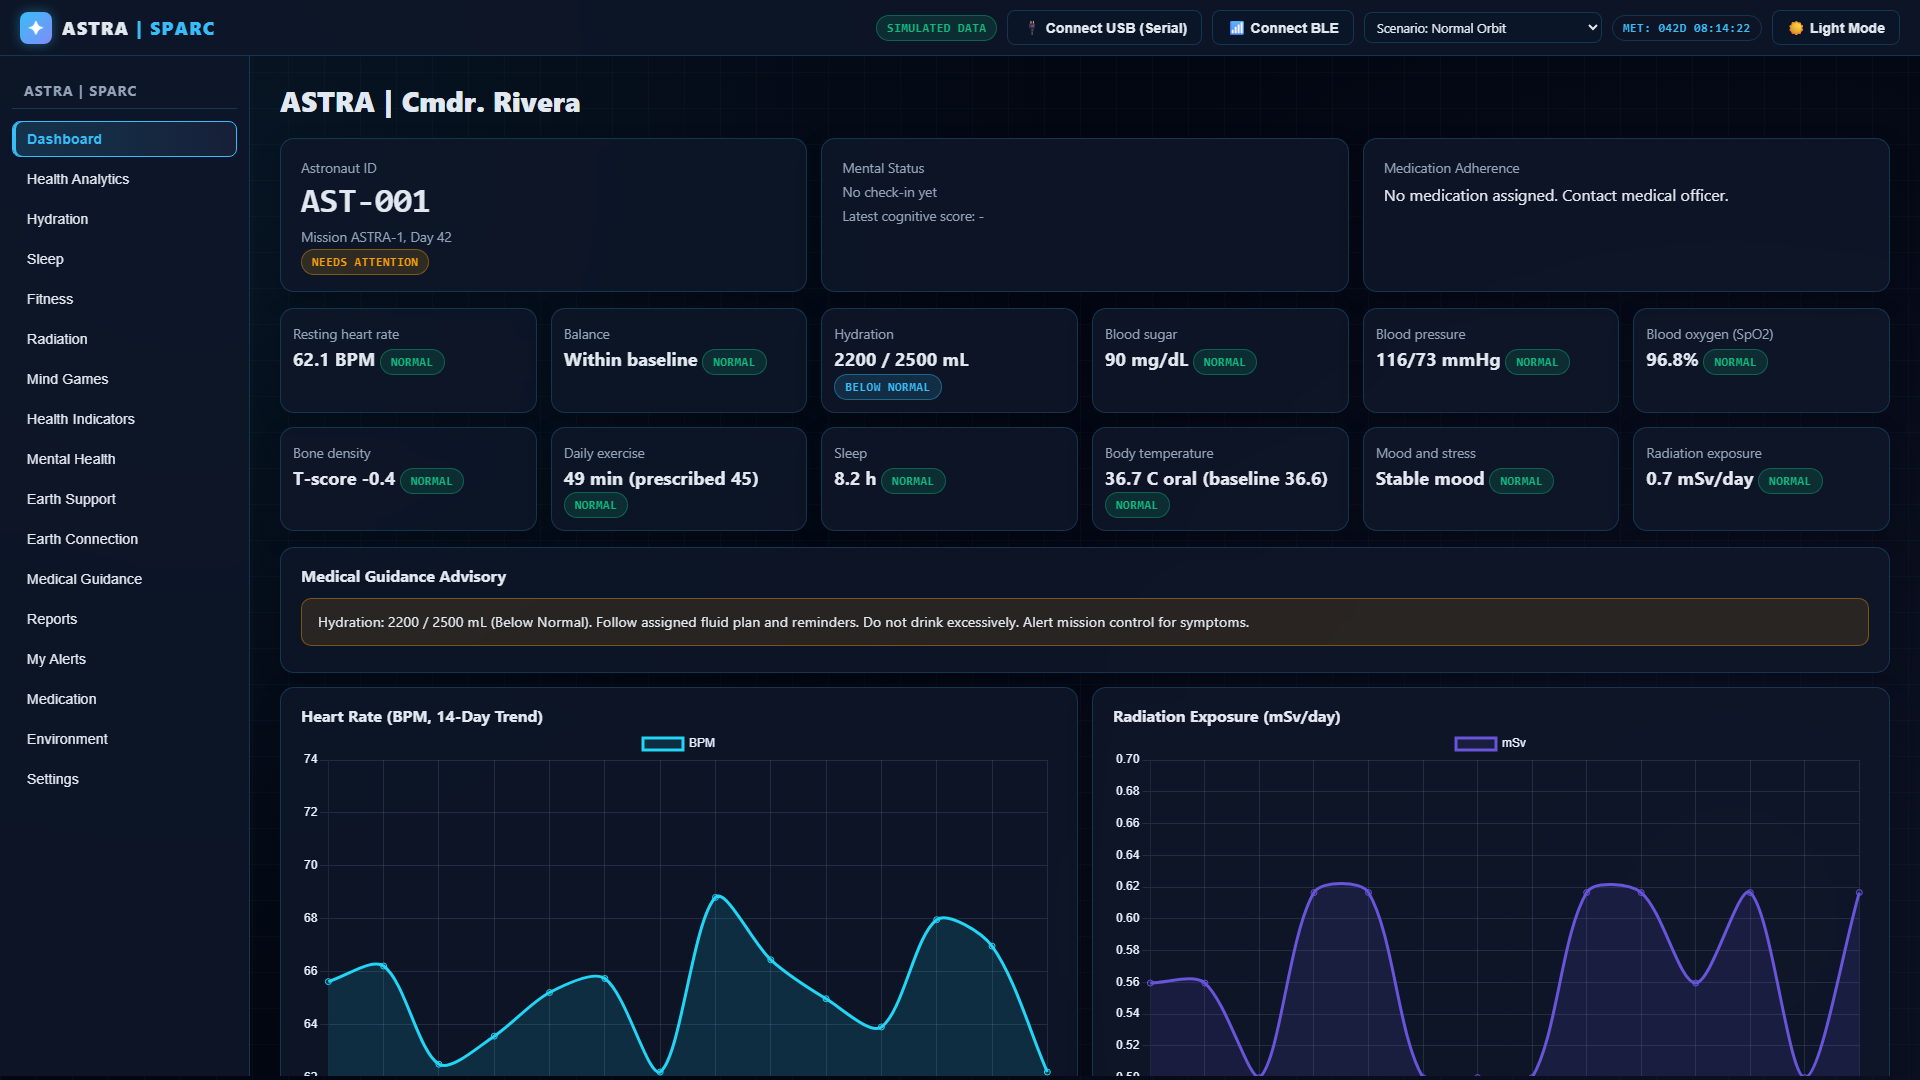 ASTRA | SPARC
SIMULATED DATA
Connect USB (Serial)
Connect BLE
Scenario: Normal Orbit
MET: 042D 08:14:22
Light Mode
ASTRA | SPARC
Dashboard
Health Analytics
Hydration
Sleep
Fitness
Radiation
Mind Games
Health Indicators
Mental Health
Earth Support
Earth Connection
Medical Guidance
Reports
My Alerts
Medication
Environment
Settings
ASTRA | Cmdr. Rivera
Astronaut ID
AST-001
Mission ASTRA-1, Day 42
NEEDS ATTENTION
Mental Status
No check-in yet
Latest cognitive score: -
Medication Adherence
No medication assigned. Contact medical officer.
Resting heart rate
62.1 BPM NORMAL
Balance
Within baseline NORMAL
Hydration
2200 / 2500 mL
BELOW NORMAL
Blood sugar
90 mg/dL NORMAL
Blood pressure
116/73 mmHg NORMAL
Blood oxygen (SpO2)
96.8% NORMAL
Bone density
T-score -0.4 NORMAL
Daily exercise
49 min (prescribed 45)
NORMAL
Sleep
8.2 h NORMAL
Body temperature
36.7 C oral (baseline 36.6)
NORMAL
Mood and stress
Stable mood NORMAL
Radiation exposure
0.7 mSv/day NORMAL
Medical Guidance Advisory
Hydration: 2200 / 2500 mL (Below Normal). Follow assigned fluid plan and reminders. Do not drink excessively. Alert mission control for symptoms.
Heart Rate (BPM, 14-Day Trend)
BPM
74
72
70
68
66
64
62
Radiation Exposure (mSv/day)
mSv
0.70
0.68
0.66
0.64
0.62
0.60
0.58
0.56
0.54
0.52
0.50